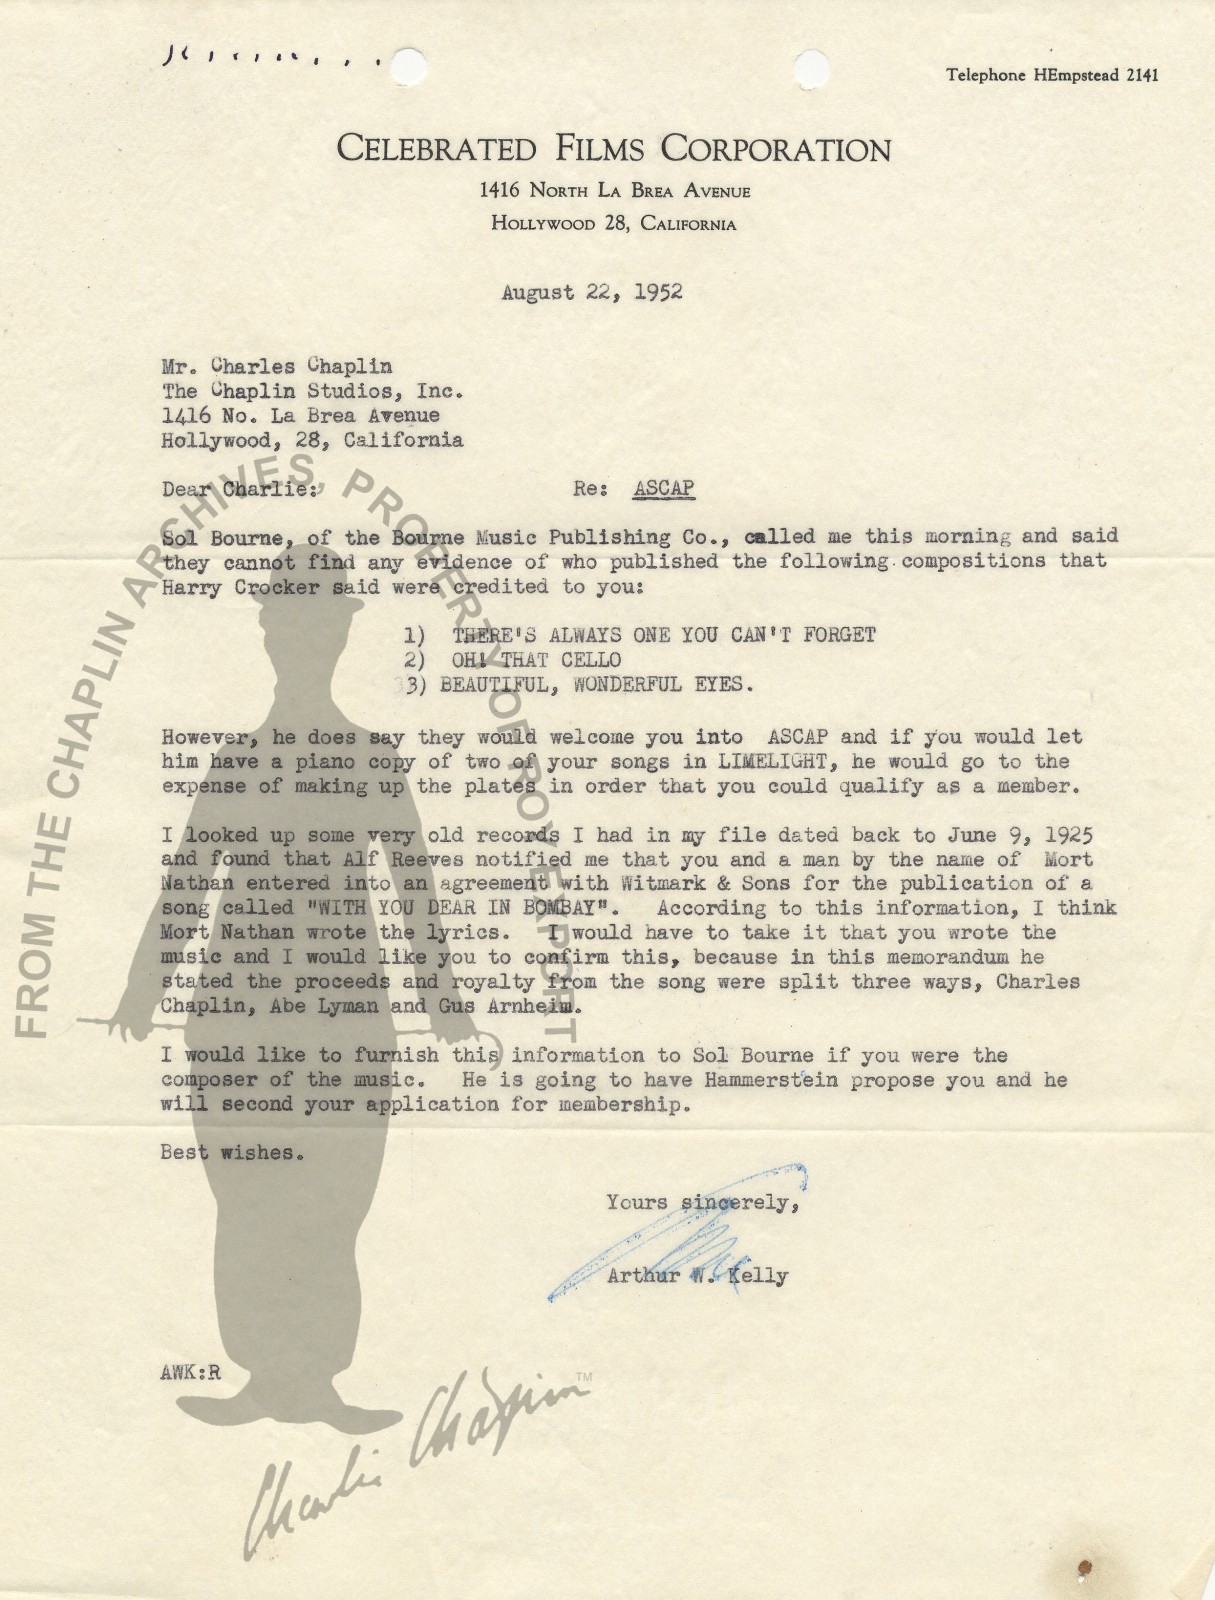 Telephone HEmpstead 2141
CELEBRATED FILMS CORPORATION
1416 NORTH LA BREA AVENUE
HOLLYWOOD 28, CALIFORNIA
August 22, 1952
Mr. Charles Chaplin
The Chaplin Studios, Inc.
1416 No. La Brea Avenue
Hollywood, 28, California
Dear Charlie: Re: ASCAP
Sol Bourne, of the Bourne Music Publishing Co., called me this morning and said
they cannot find any evidence of who published the following compositions that
Harry Crocker said were credited to you:
1) THERE'S ALWAYS ONE YOU CAN'T FORGET
2) OH! THAT CELLO
3) BEAUTIFUL, WONDERFUL EYES.
However, he does say they would welcome you into ASCAP and if you would let
him have a piano copy of two of your songs in LIMELIGHT, he would go to the
expense of making up the plates in order that you could qualify as a member.
I looked up some very old records I had in my file dated back to June 9, 1925
and found that Alf Reeves notified me that you and a man by the name of Mort
Nathan entered into an agreement with Witmark & Sons for the publication of a
song called "WITH YOU DEAR IN BOMBAY". According to this information, I think
Mort Nathan wrote the lyrics. I would have to take it that you wrote the
music and I would like you to confirm this, because in this memorandum he
stated the proceeds and royalty from the song were split three ways, Charles
Chaplin, Abe Lyman and Gus Arnheim.
I would like to furnish this information to Sol Bourne if you were the
composer of the music. He is going to have Hammerstein propose you and he
will second your application for membership.
Best wishes.
Yours sincerely,
Arthur W. Kelly
AWK:R
FROM THE CHAPLIN ARCHIVES, PROPERTY OF ROY EXPORT
Charlie Chaplin™